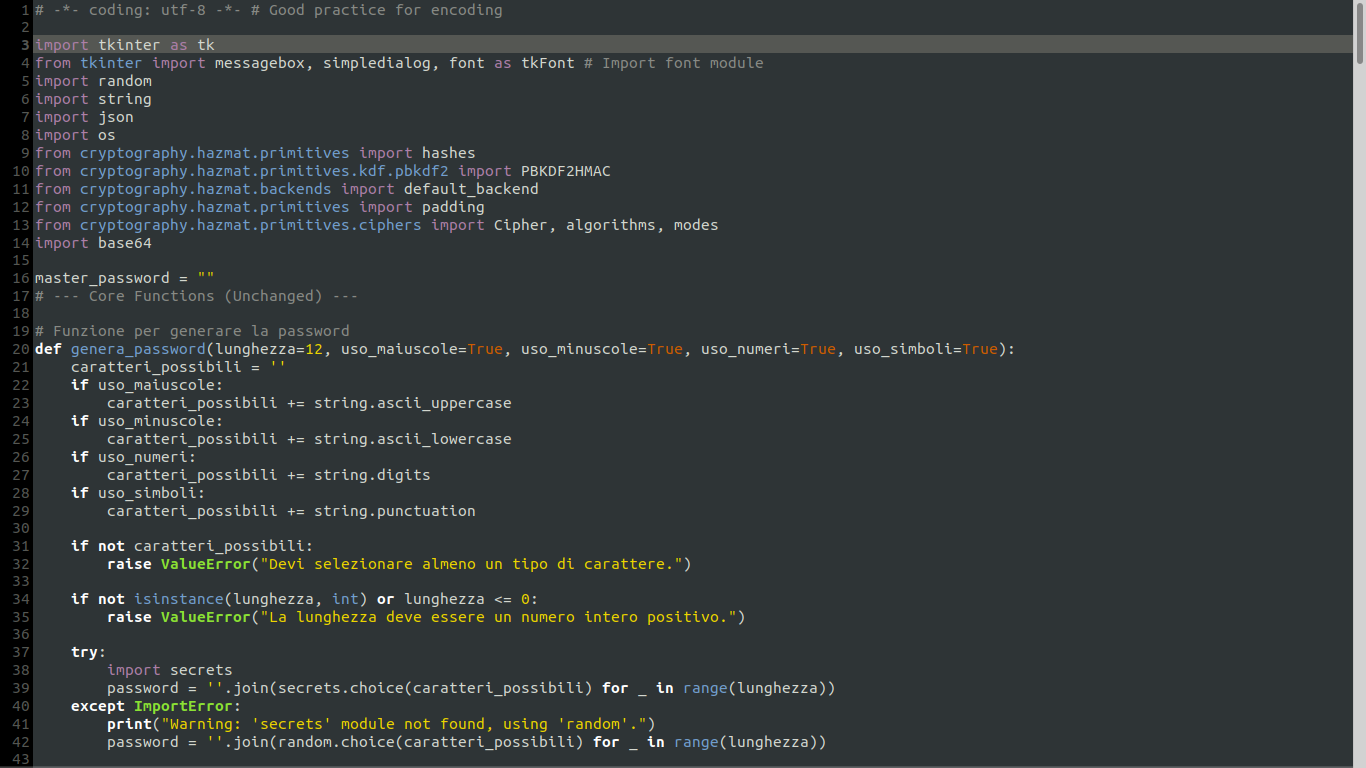 1 # -*- coding: utf-8 -*- # Good practice for encoding
2
3 import tkinter as tk
4 from tkinter import messagebox, simpledialog, font as tkFont # Import font module
5 import random
6 import string
7 import json
8 import os
9 from cryptography.hazmat.primitives import hashes
10 from cryptography.hazmat.primitives.kdf.pbkdf2 import PBKDF2HMAC
11 from cryptography.hazmat.backends import default_backend
12 from cryptography.hazmat.primitives import padding
13 from cryptography.hazmat.primitives.ciphers import Cipher, algorithms, modes
14 import base64
15
16 master_password = ""
17 # --- Core Functions (Unchanged) ---
18
19 # Funzione per generare la password
20 def genera_password(lunghezza=12, uso_maiuscole=True, uso_minuscole=True, uso_numeri=True, uso_simboli=True):
21     caratteri_possibili = ''
22     if uso_maiuscole:
23         caratteri_possibili += string.ascii_uppercase
24     if uso_minuscole:
25         caratteri_possibili += string.ascii_lowercase
26     if uso_numeri:
27         caratteri_possibili += string.digits
28     if uso_simboli:
29         caratteri_possibili += string.punctuation
30
31     if not caratteri_possibili:
32         raise ValueError("Devi selezionare almeno un tipo di carattere.")
33
34     if not isinstance(lunghezza, int) or lunghezza <= 0:
35         raise ValueError("La lunghezza deve essere un numero intero positivo.")
36
37     try:
38         import secrets
39         password = ''.join(secrets.choice(caratteri_possibili) for _ in range(lunghezza))
40     except ImportError:
41         print("Warning: 'secrets' module not found, using 'random'.")
42         password = ''.join(random.choice(caratteri_possibili) for _ in range(lunghezza))
43